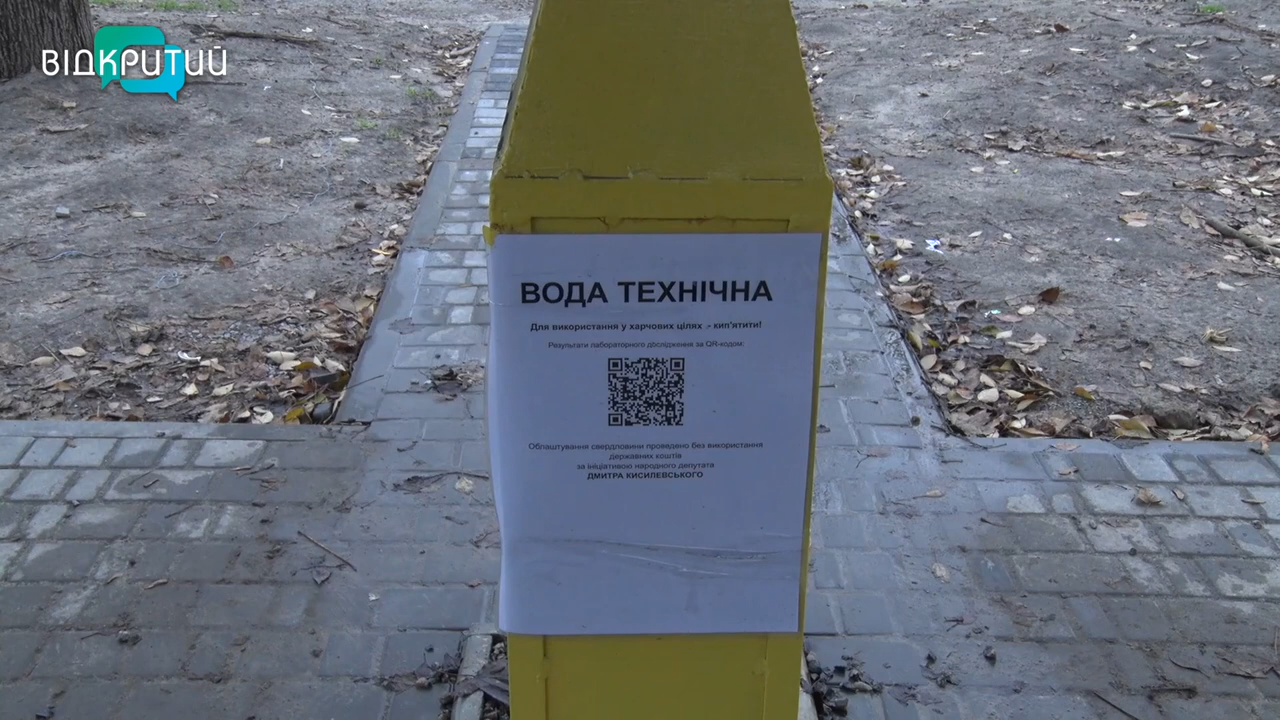 ВІДКРИТИЙ
ВОДА ТЕХНІЧНА
Для використання у харчових цілях .- кип'ятити!
Результати лабораторного дослідження за QR-кодом:
Облаштування свердловини проведено без використання
державних коштів
за ініціативою народного депутата
ДМИТРА КИСИЛЕВСЬКОГО